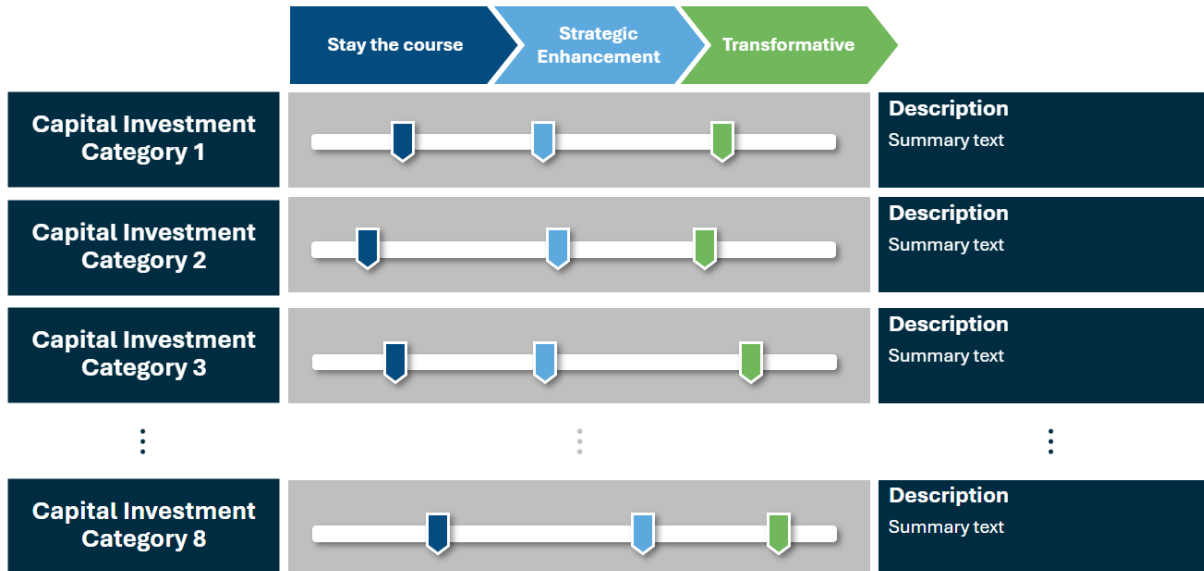 Stay the course
Strategic
Enhancement
Transformative
Capital Investment
Category 1
Description
Summary text
Capital Investment
Category 2
Description
Summary text
Capital Investment
Category 3
Description
Summary text
Capital Investment
Category 8
Description
Summary text